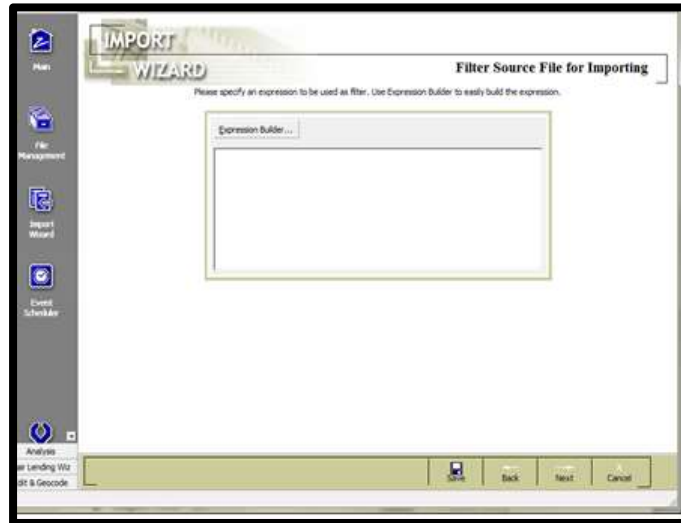 IMPORT
WIZARD
Filter Source File for Importing
Please specify an expression to be used as filter. Use Expression Builder to easily build the expression.
Expression Builder...
Main
File
Management
Import
Wizard
Event
Scheduler
Analysis
air Lending Wiz
dit & Geocode
Save
Back
Next
Cancel